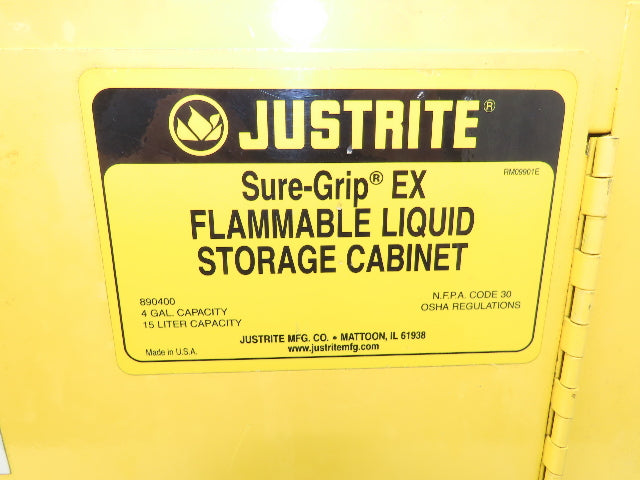 JUSTRITE®
RM09901E
Sure-Grip® EX
FLAMMABLE LIQUID
STORAGE CABINET
890400
4 GAL. CAPACITY
15 LITER CAPACITY
N.F.P.A. CODE 30
OSHA REGULATIONS
JUSTRITE MFG. CO. • MATTOON, IL 61938
www.justritemfg.com
Made in U.S.A.